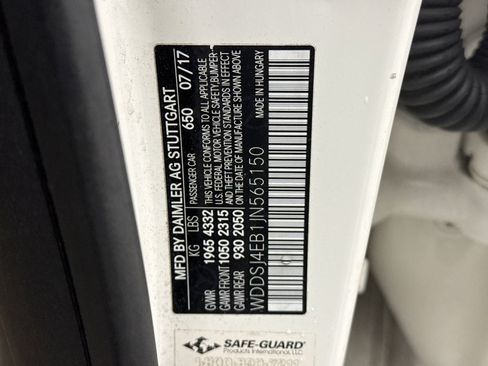 MFD BY DAIMLER AG STUTTGART
PASSENGER CAR 650 07/17
KG LBS
GVWR 1965 4332
GAWR FRONT 1050 2315
GAWR REAR 930 2050
THIS VEHICLE CONFORMS TO ALL APPLICABLE
U.S. FEDERAL MOTOR VEHICLE SAFETY, BUMPER
AND THEFT PREVENTION STANDARDS IN EFFECT
ON THE DATE OF MANUFACTURE SHOWN ABOVE
WDDSJ4EB1JN565150
MADE IN HUNGARY
SAFE-GUARD
Products International, LLC